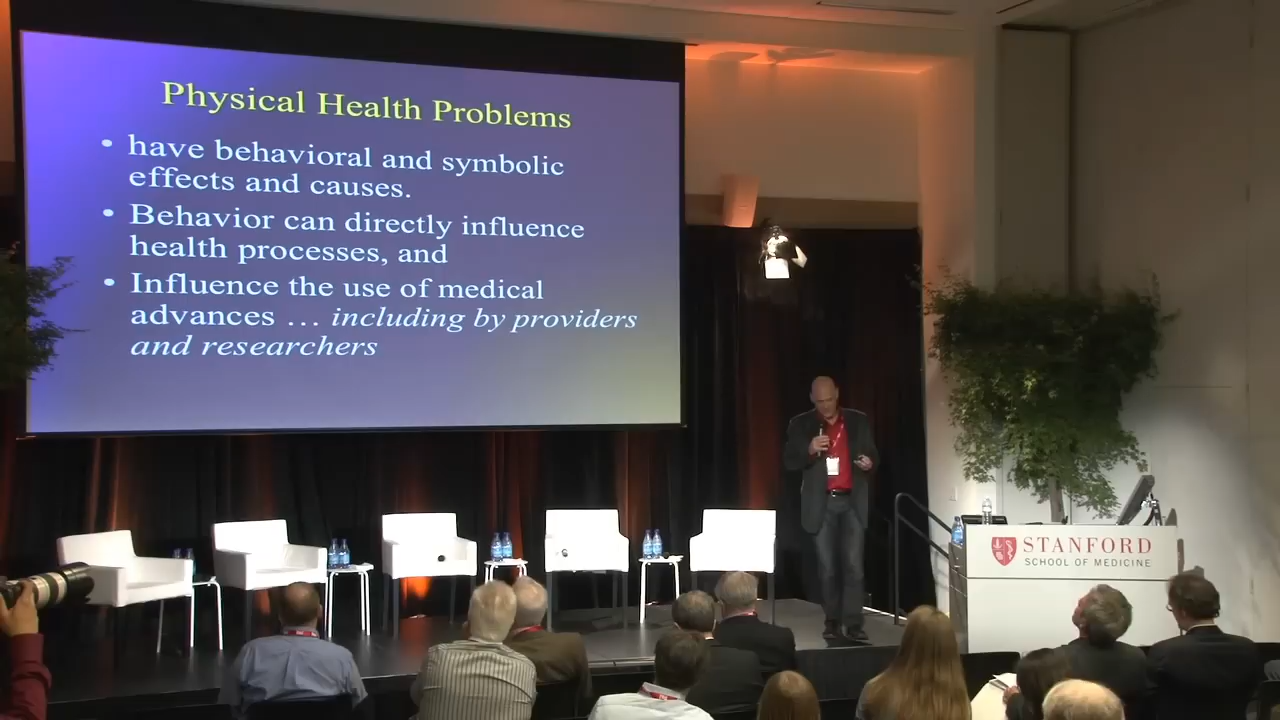 Physical Health Problems
• have behavioral and symbolic
effects and causes.
• Behavior can directly influence
health processes, and
• Influence the use of medical
advances … including by providers
and researchers
STANFORD
SCHOOL OF MEDICINE